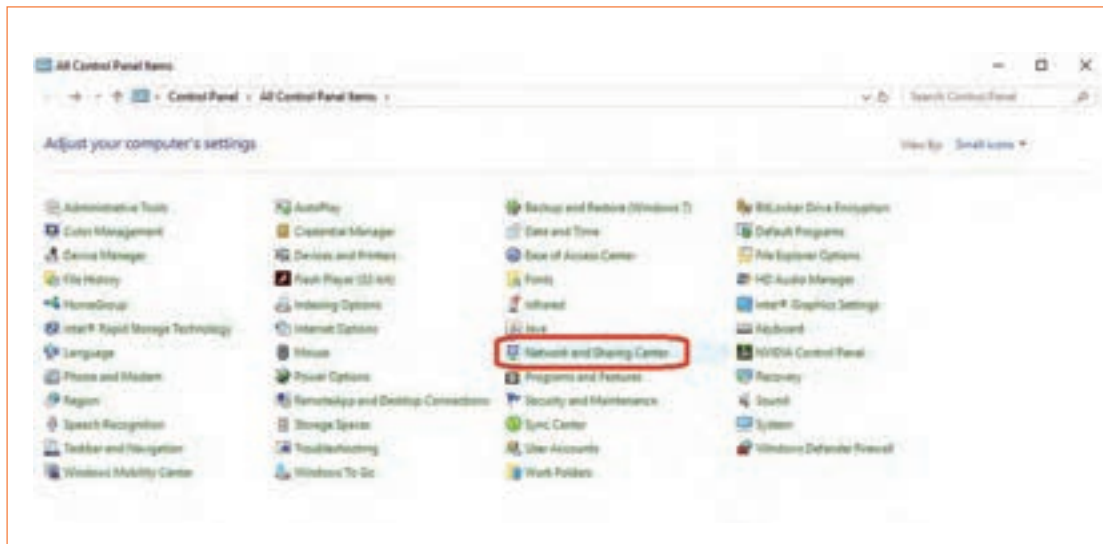 All Control Panel Items
Control Panel › All Control Panel Items ›
Search Control Panel
Adjust your computer's settings
View by: Small icons
Administrative Tools
AutoPlay
Backup and Restore (Windows 7)
BitLocker Drive Encryption
Color Management
Credential Manager
Date and Time
Default Programs
Device Manager
Devices and Printers
Ease of Access Center
File Explorer Options
File History
Flash Player (32-bit)
Fonts
HD Audio Manager
HomeGroup
Indexing Options
Infrared
Intel® Graphics Settings
Intel® Rapid Storage Technology
Internet Options
Java
Keyboard
Language
Mouse
Network and Sharing Center
NVIDIA Control Panel
Phone and Modem
Power Options
Programs and Features
Recovery
Region
RemoteApp and Desktop Connections
Security and Maintenance
Sound
Speech Recognition
Storage Spaces
Sync Center
System
Taskbar and Navigation
Troubleshooting
User Accounts
Windows Defender Firewall
Windows Mobility Center
Windows To Go
Work Folders